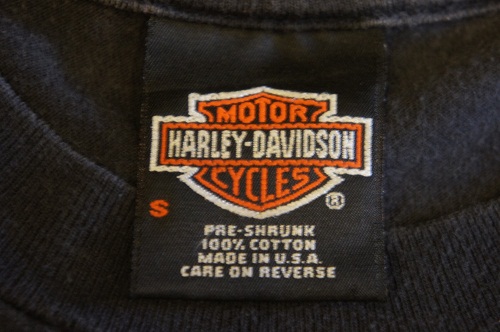 MOTOR
HARLEY-DAVIDSON
CYCLES
®
S
PRE-SHRUNK
100% COTTON
MADE IN U.S.A.
CARE ON REVERSE